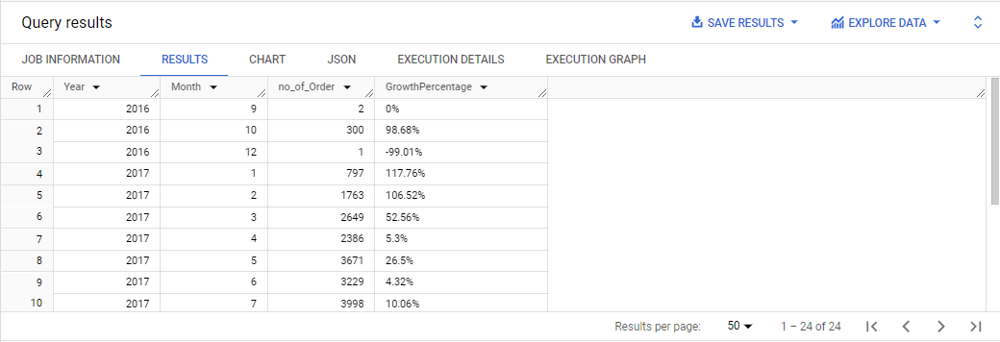 Query results SAVE RESULTS EXPLORE DATA
JOB INFORMATION RESULTS CHART JSON EXECUTION DETAILS EXECUTION GRAPH
Row Year Month no_of_Order GrowthPercentage
1 2016 9 2 0%
2 2016 10 300 98.68%
3 2016 12 1 -99.01%
4 2017 1 797 117.76%
5 2017 2 1763 106.52%
6 2017 3 2649 52.56%
7 2017 4 2386 5.3%
8 2017 5 3671 26.5%
9 2017 6 3229 4.32%
10 2017 7 3998 10.06%
Results per page: 50 1 – 24 of 24